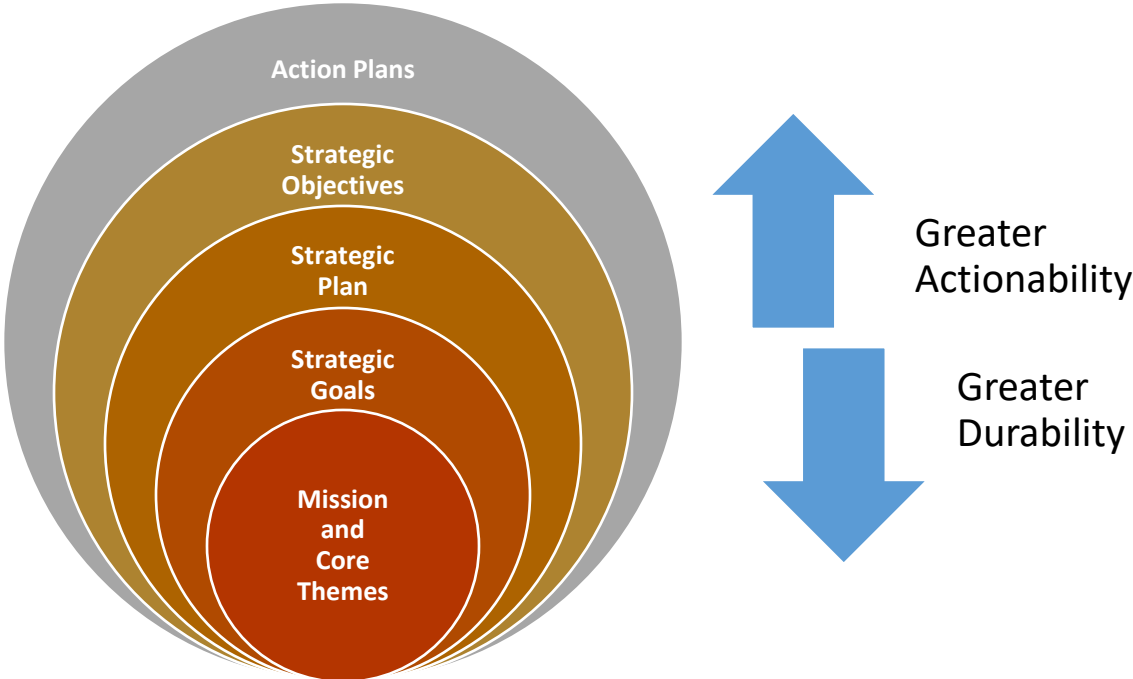 Action Plans
Strategic
Objectives
Strategic
Plan
Strategic
Goals
Mission
and
Core
Themes
Greater
Actionability
Greater
Durability